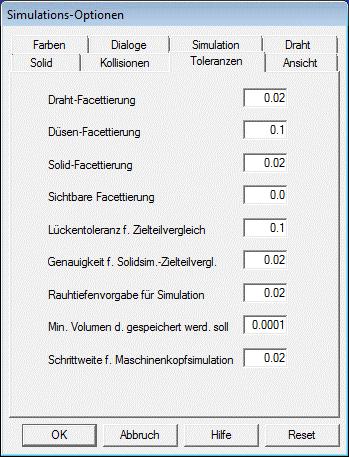 Simulations-Optionen
Farben Dialoge Simulation Draht
Solid Kollisionen Toleranzen Ansicht
Draht-Facettierung 0.02
Düsen-Facettierung 0.1
Solid-Facettierung 0.02
Sichtbare Facettierung 0.0
Lückentoleranz f. Zielteilvergleich 0.1
Genauigkeit f. Solidsim.-Zielteilvergl. 0.02
Rauhtiefenvorgabe für Simulation 0.02
Min. Volumen d. gespeichert werd. soll 0.0001
Schrittweite f. Maschinenkopfsimulation 0.02
OK Abbruch Hilfe Reset